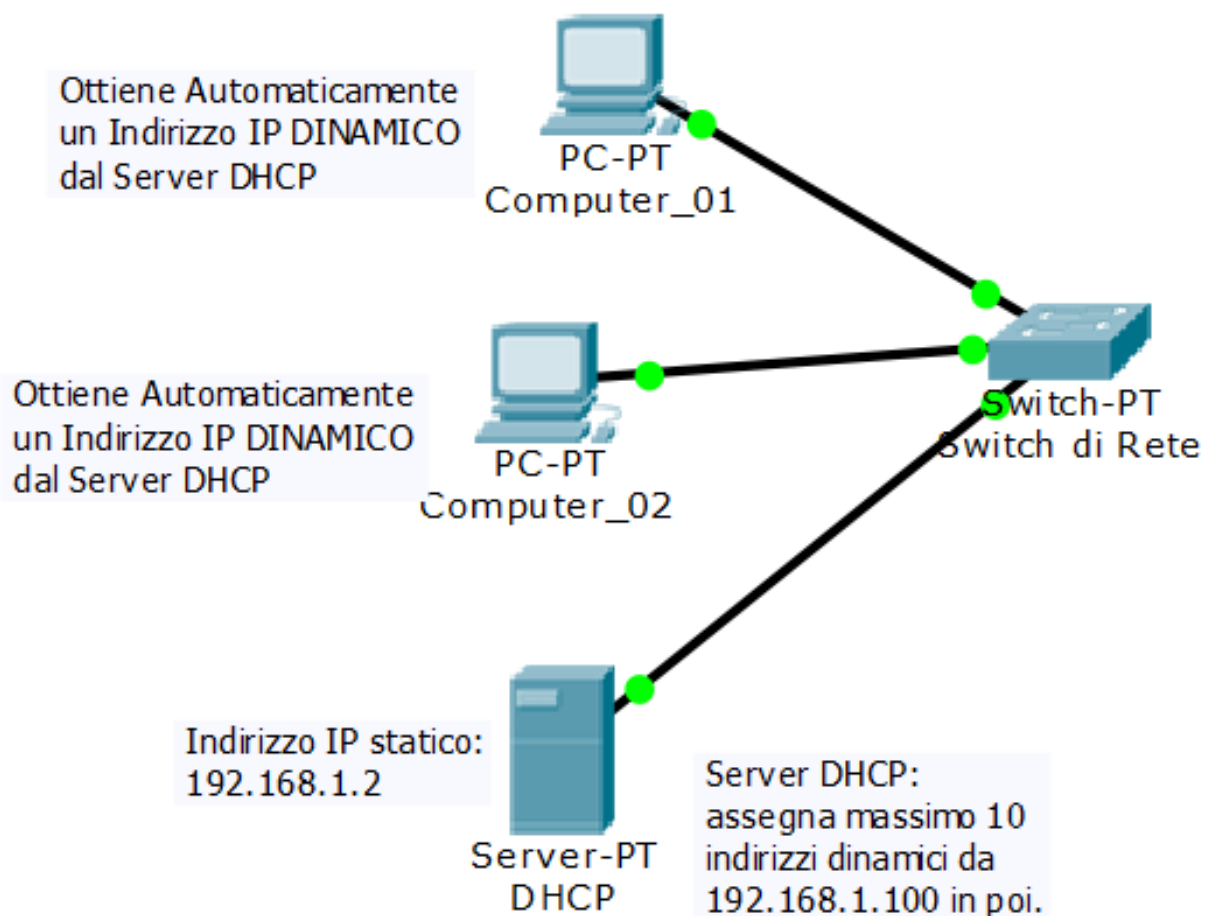 Ottiene Automaticamente
un Indirizzo IP DINAMICO
dal Server DHCP
PC-PT
Computer_01
Ottiene Automaticamente
un Indirizzo IP DINAMICO
dal Server DHCP
PC-PT
Computer_02
Switch-PT
Switch di Rete
Indirizzo IP statico:
192.168.1.2
Server-PT
DHCP
Server DHCP:
assegna massimo 10
indirizzi dinamici da
192.168.1.100 in poi.